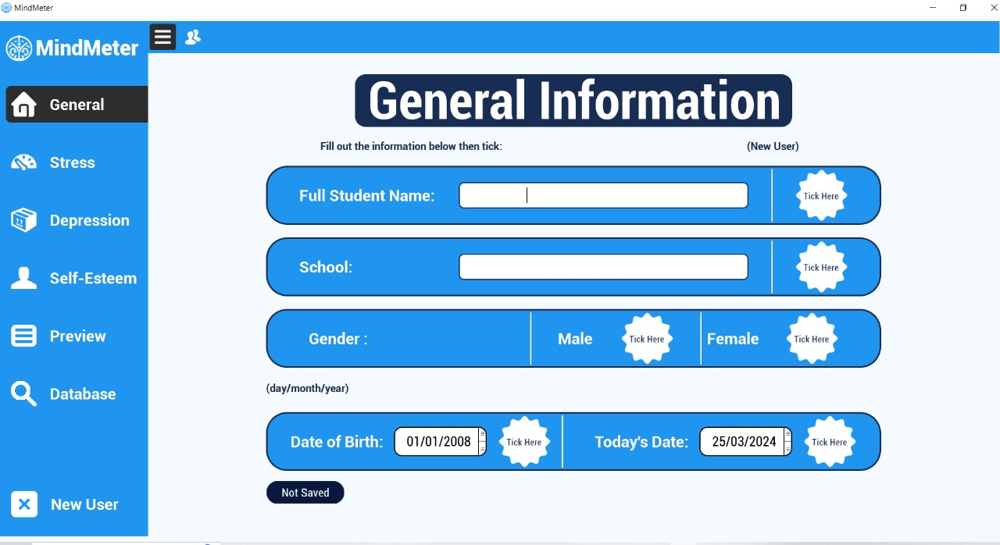 MindMeter
MindMeter
General
Stress
Depression
Self-Esteem
Preview
Database
New User
General Information
Fill out the information below then tick:
(New User)
Full Student Name:
Tick Here
School:
Tick Here
Gender :
Male
Tick Here
Female
Tick Here
(day/month/year)
Date of Birth:
01/01/2008
Tick Here
Today's Date:
25/03/2024
Tick Here
Not Saved